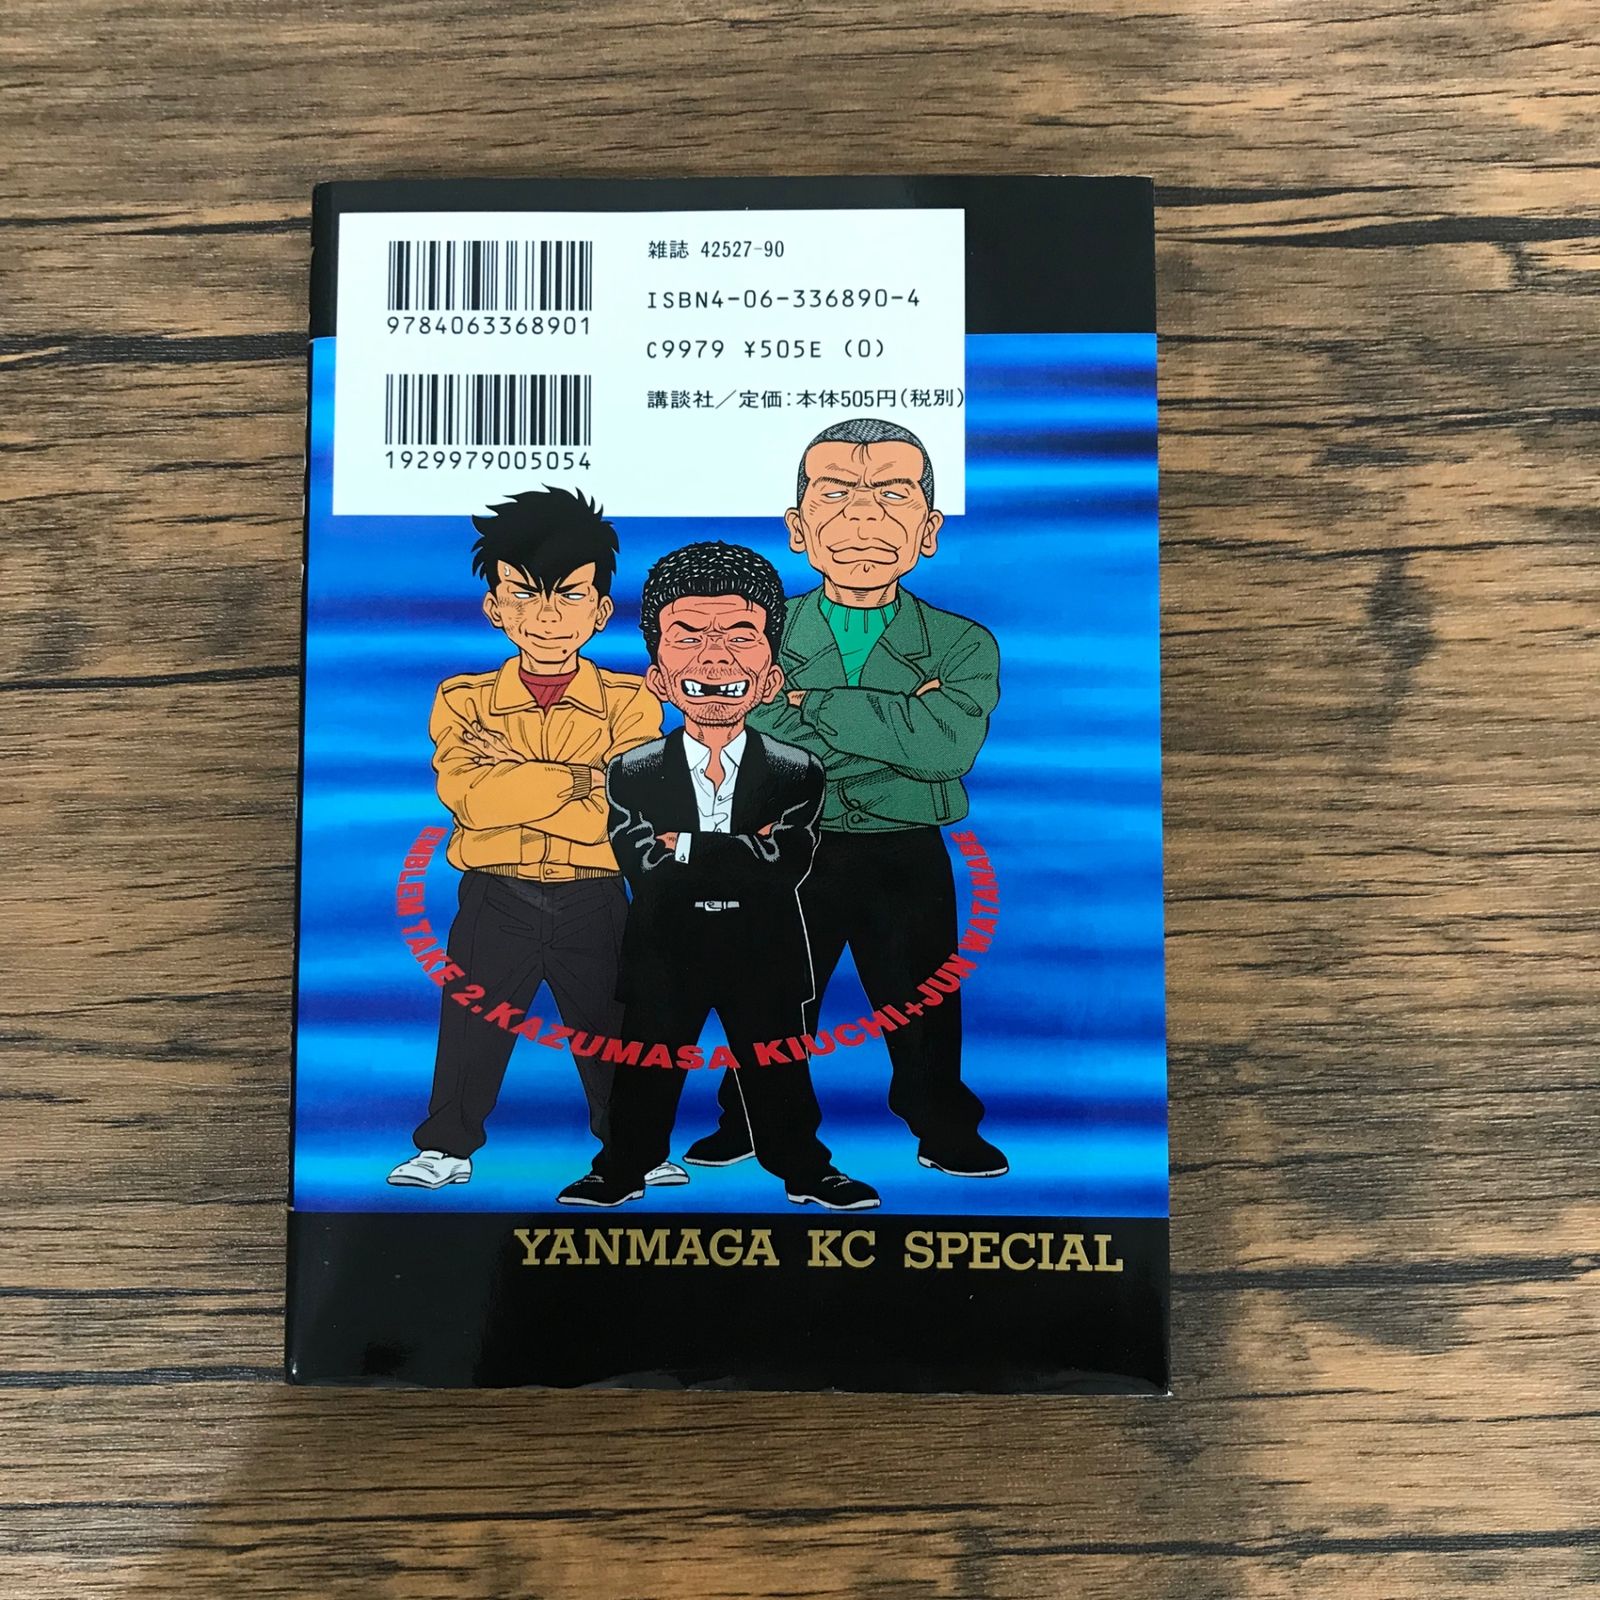 雑誌 42527-90
ISBN4-06-336890-4
C9979 ¥505E (0)
講談社／定価：本体505円（税別）
9784063368901
1929979005054
EMBLEM TAKE 2. KAZUMASA KIUCHI+JUN WATANABE
YANMAGA KC SPECIAL